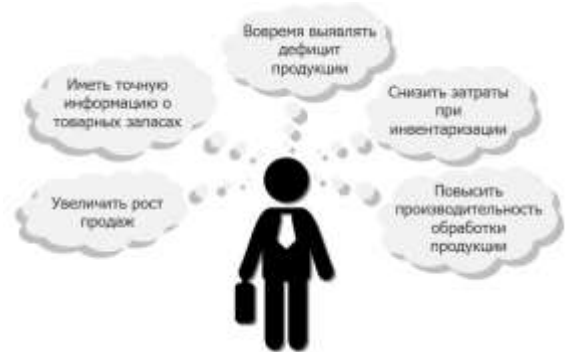 Вовремя выявлять
дефицит
продукции
Иметь точную
информацию о
товарных запасах
Снизить затраты
при
инвентаризации
Увеличить рост
продаж
Повысить
производительность
обработки
продукции